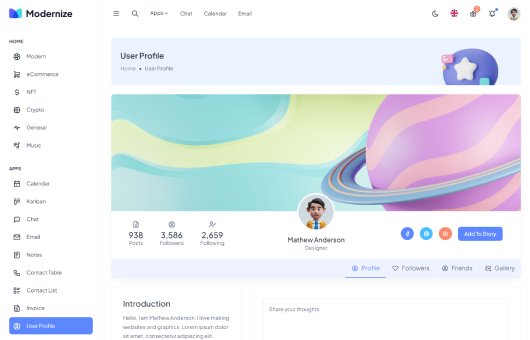 Modernize
Apps
Chat
Calendar
Email
2
HOME
Modern
eCommerce
NFT
Crypto
General
Music
APPS
Calendar
Kanban
Chat
Email
Notes
Contact Table
Contact List
Invoice
User Profile
User Profile
Home • User Profile
938
Posts
3,586
Followers
2,659
Following
Mathew Anderson
Designer
Add To Story
Profile
Followers
Friends
Gallery
Introduction
Hello, I am Mathew Anderson. I love making
websites and graphics. Lorem ipsum dolor
sit amet, consectetur adipiscing elit.
Share your thoughts